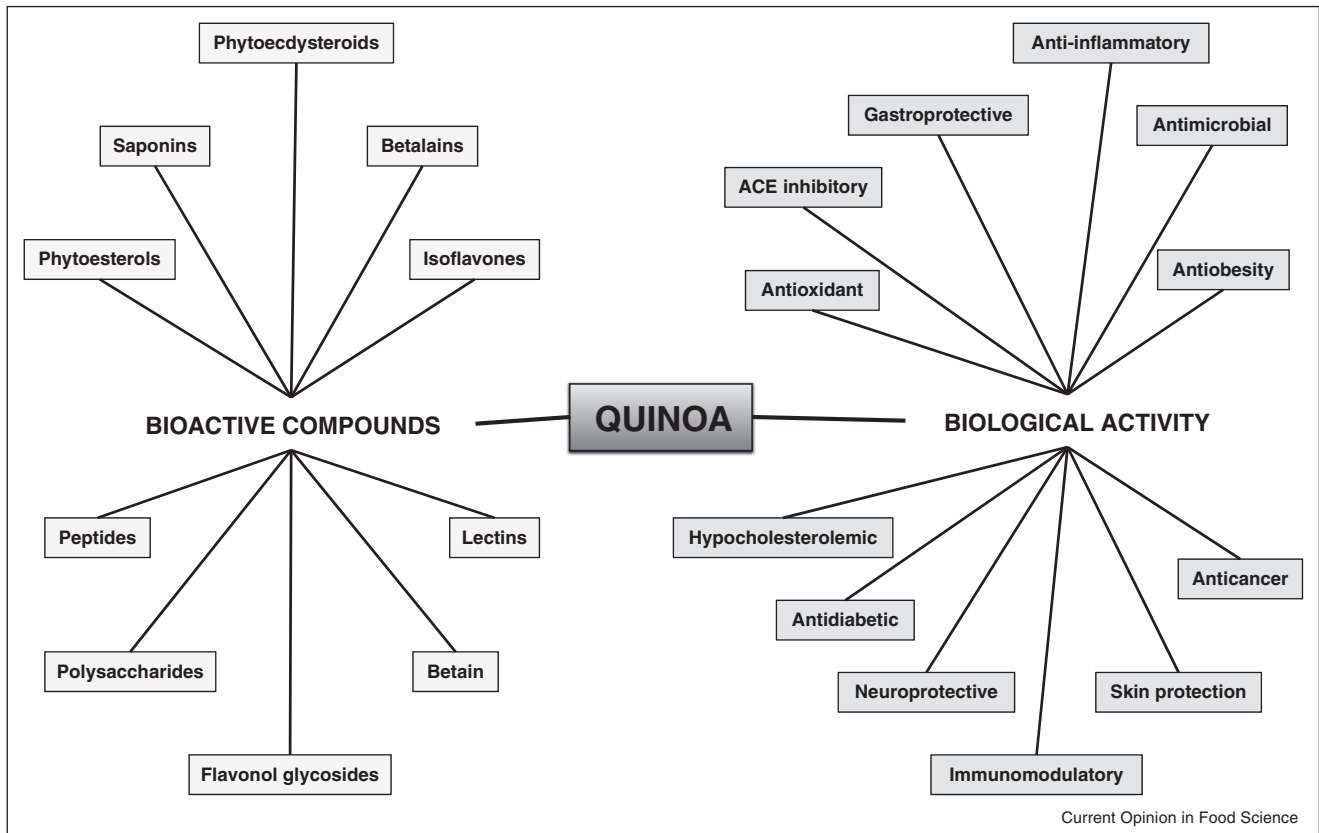 Phytoecdysteroids
Saponins
Betalains
Phytoesterols
Isoflavones
BIOACTIVE COMPOUNDS
Peptides
Lectins
Polysaccharides
Betain
Flavonol glycosides
QUINOA
Anti-inflammatory
Gastroprotective
Antimicrobial
ACE inhibitory
Antiobesity
Antioxidant
BIOLOGICAL ACTIVITY
Hypocholesterolemic
Anticancer
Antidiabetic
Neuroprotective
Skin protection
Immunomodulatory
Current Opinion in Food Science